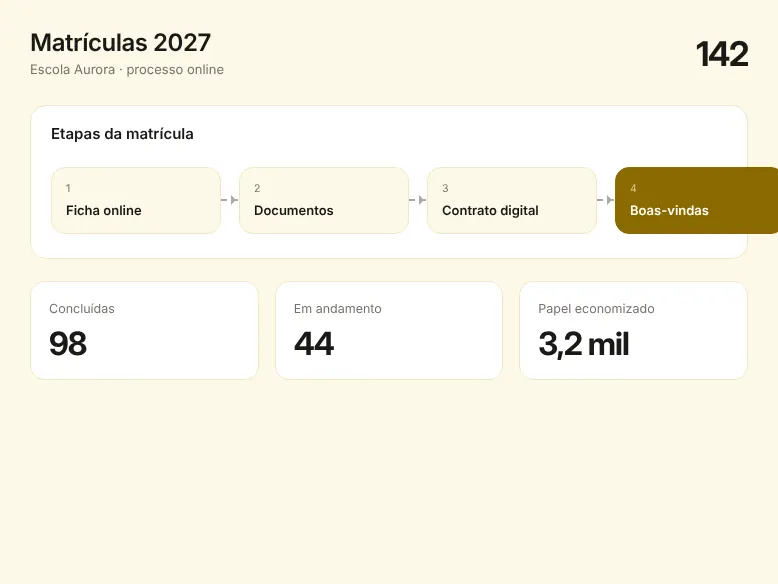 Matrículas 2027
Escola Aurora · processo online
142
Etapas da matrícula
1
Ficha online
2
Documentos
3
Contrato digital
4
Boas-vindas
Concluídas
98
Em andamento
44
Papel economizado
3,2 mil